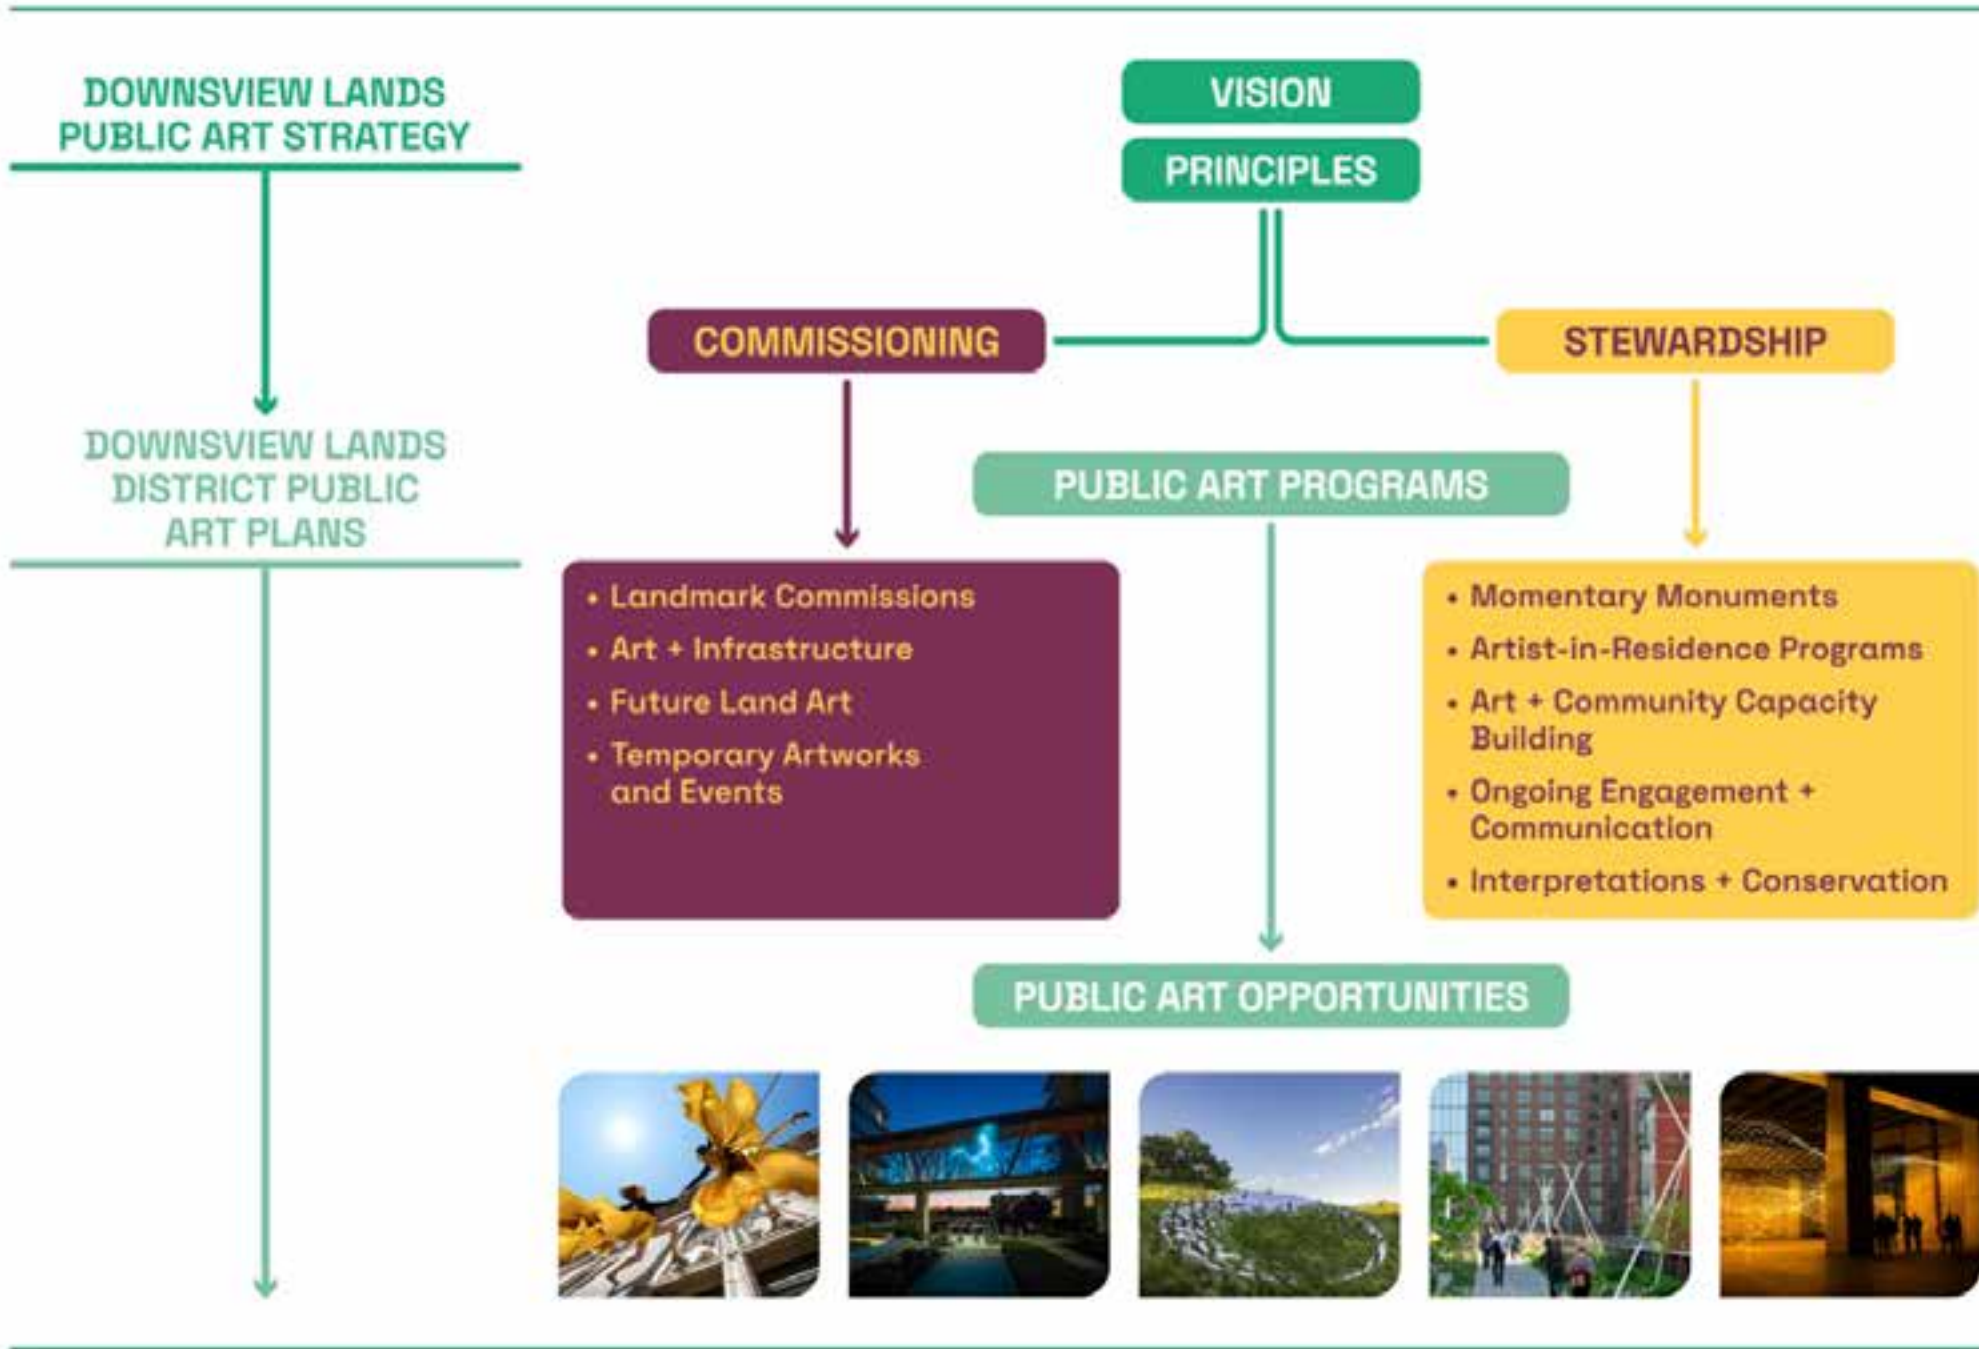 DOWNSVIEW LANDS
PUBLIC ART STRATEGY
DOWNSVIEW LANDS
DISTRICT PUBLIC
ART PLANS
VISION
PRINCIPLES
COMMISSIONING
STEWARDSHIP
PUBLIC ART PROGRAMS
• Landmark Commissions
• Art + Infrastructure
• Future Land Art
• Temporary Artworks
and Events
• Momentary Monuments
• Artist-in-Residence Programs
• Art + Community Capacity
Building
• Ongoing Engagement +
Communication
• Interpretations + Conservation
PUBLIC ART OPPORTUNITIES